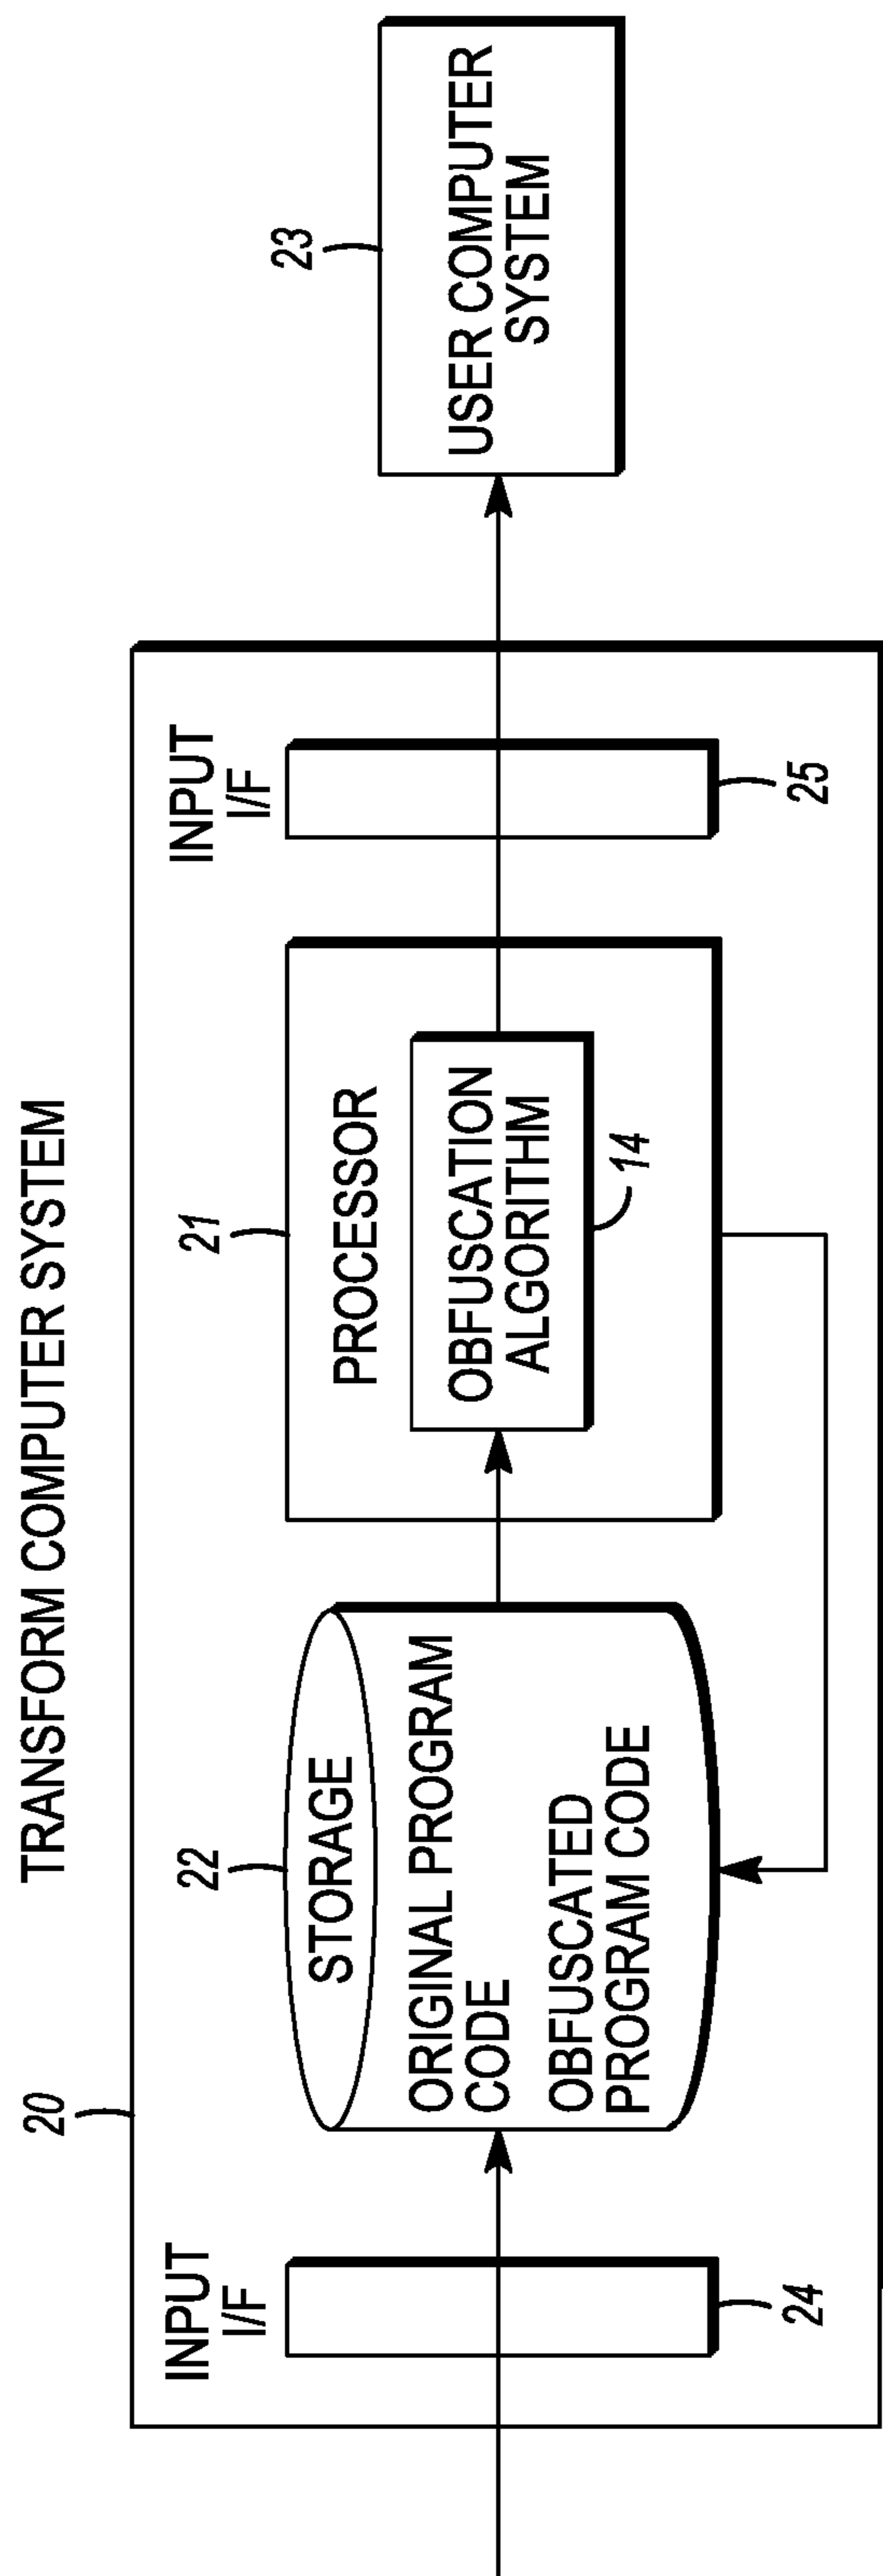 TRANSFORM COMPUTER SYSTEM
20
INPUT
I/F
24
22
STORAGE
ORIGINAL PROGRAM
CODE
OBFUSCATED
PROGRAM CODE
21
PROCESSOR
OBFUSCATION
ALGORITHM
14
INPUT
I/F
25
23
USER COMPUTER
SYSTEM